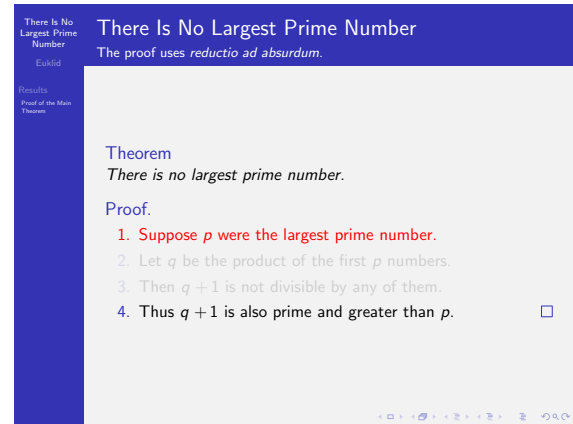 There Is No
Largest Prime
Number
Euklid
Results
Proof of the Main
Theorem
There Is No Largest Prime Number
The proof uses reductio ad absurdum.
Theorem
There is no largest prime number.
Proof.
1. Suppose p were the largest prime number.
2. Let q be the product of the first p numbers.
3. Then q + 1 is not divisible by any of them.
4. Thus q + 1 is also prime and greater than p.